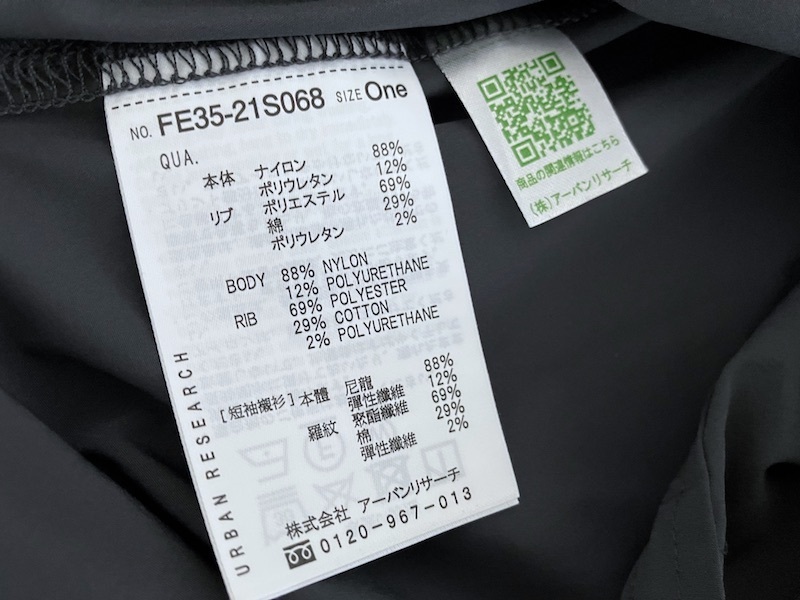 NO. FE35-21S068 SIZE One
QUA.
本体 ナイロン 88%
ポリウレタン 12%
リブ ポリエステル 69%
綿 29%
ポリウレタン 2%
BODY 88% NYLON
12% POLYURETHANE
RIB 69% POLYESTER
29% COTTON
2% POLYURETHANE
[短袖襯衫] 本體 尼龍 88%
彈性纖維 12%
羅紋 聚酯纖維 69%
棉 29%
彈性纖維 2%
URBAN RESEARCH
株式会社 アーバンリサーチ
0120-967-013
商品の関連情報はこちら
(株)アーバンリサーチ